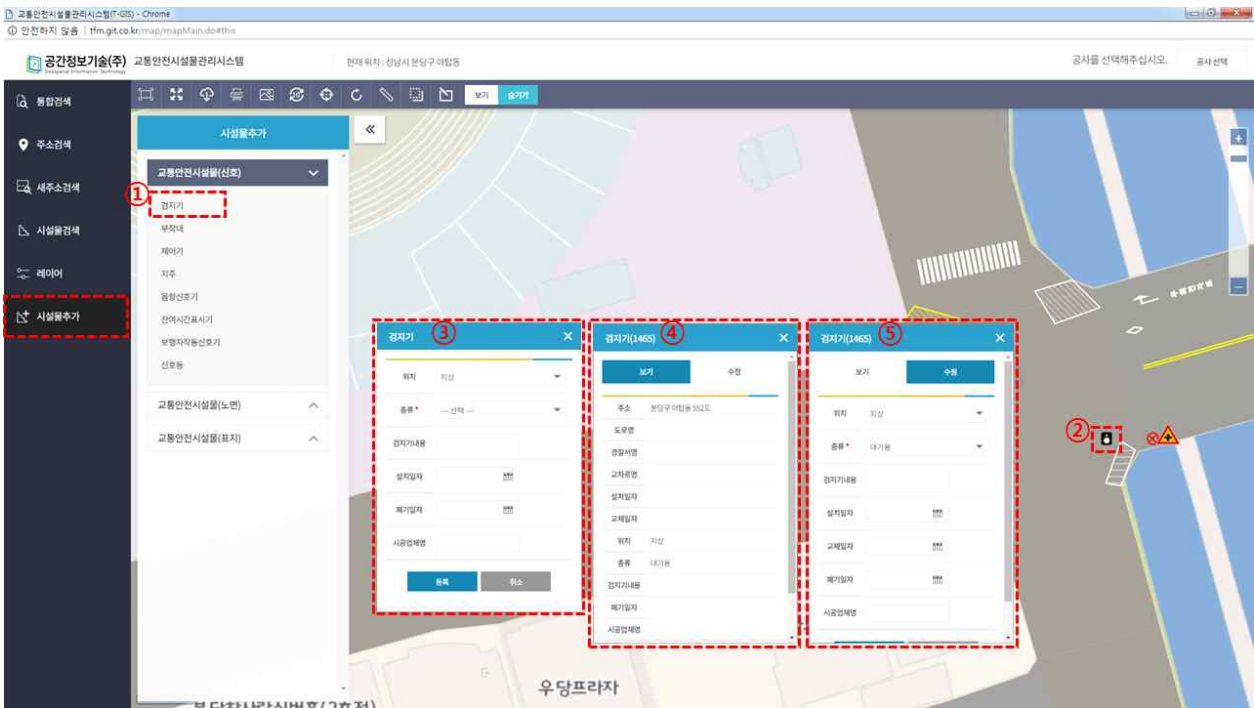 교통안전시설물관리시스템(T-GIS) - Chrome
안전하지 않음 | tfm.git.co.kr/map/mapMain.do#this
공간정보기술(주) 교통안전시설물관리시스템
Geospatial Information Technology
현재 위치 : 성남시 분당구 야탑동
공사를 선택해주십시오.
공사 선택
통합검색
주소검색
새주소검색
시설물검색
레이어
시설물추가
보기
숨기기
시설물추가
교통안전시설물(신호)
①
검지기
부착대
제어기
지주
음향신호기
잔여시간표시기
보행자작동신호기
신호등
교통안전시설물(노면)
교통안전시설물(표지)
②
검지기
③
위치 지상
종류 * --- 선택 ---
검지기내용
설치일자
폐기일자
시공업체명
등록
취소
검지기(1465)
④
보기
수정
주소 분당구 야탑동 552도
도로명
경찰서명
교차로명
설치일자
교체일자
위치 지상
종류 대기용
검지기내용
폐기일자
시공업체명
검지기(1465)
⑤
보기
수정
위치 지상
종류 * 대기용
검지기내용
설치일자
교체일자
폐기일자
시공업체명
우당프라자